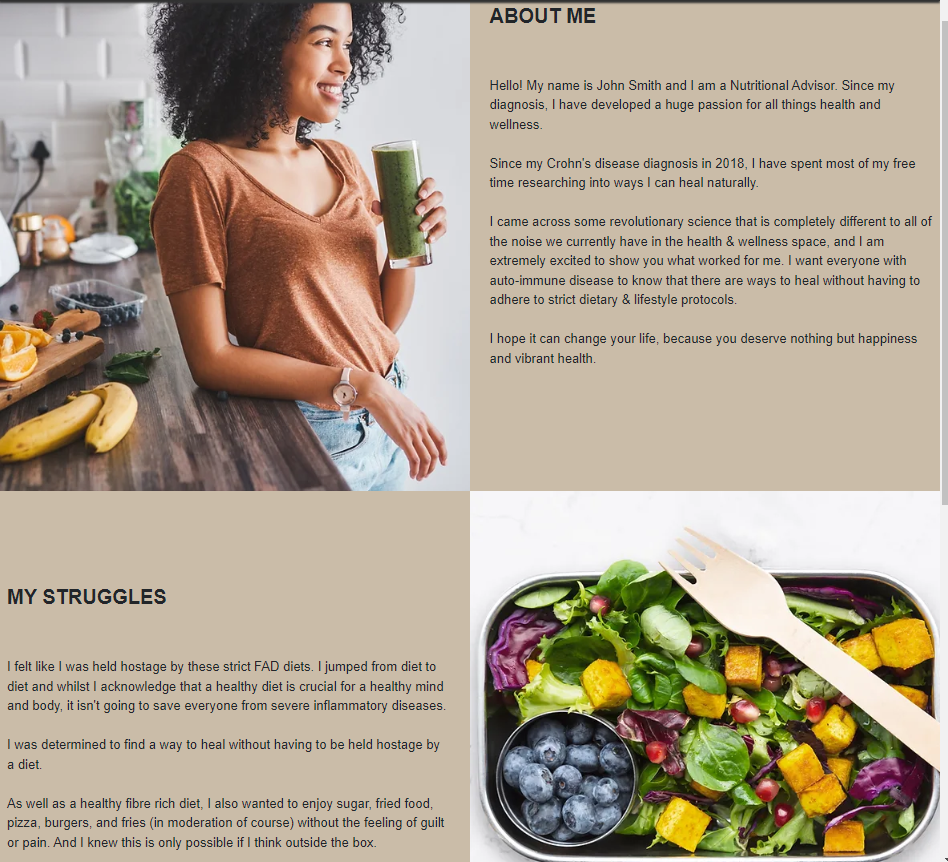 ABOUT ME
Hello! My name is John Smith and I am a Nutritional Advisor. Since my
diagnosis, I have developed a huge passion for all things health and
wellness.
Since my Crohn's disease diagnosis in 2018, I have spent most of my free
time researching into ways I can heal naturally.
I came across some revolutionary science that is completely different to all of
the noise we currently have in the health & wellness space, and I am
extremely excited to show you what worked for me. I want everyone with
auto-immune disease to know that there are ways to heal without having to
adhere to strict dietary & lifestyle protocols.
I hope it can change your life, because you deserve nothing but happiness
and vibrant health.
MY STRUGGLES
I felt like I was held hostage by these strict FAD diets. I jumped from diet to
diet and whilst I acknowledge that a healthy diet is crucial for a healthy mind
and body, it isn't going to save everyone from severe inflammatory diseases.
I was determined to find a way to heal without having to be held hostage by
a diet.
As well as a healthy fibre rich diet, I also wanted to enjoy sugar, fried food,
pizza, burgers, and fries (in moderation of course) without the feeling of guilt
or pain. And I knew this is only possible if I think outside the box.